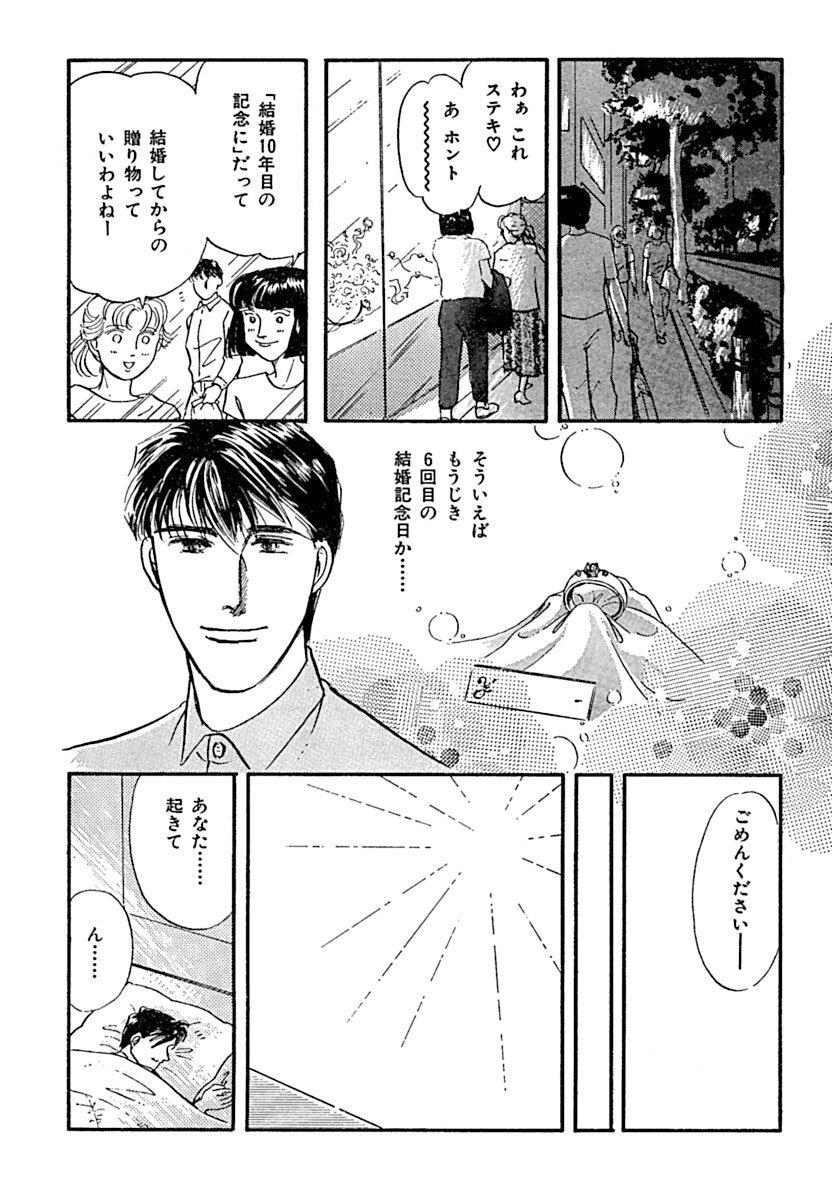 わぁ これ
ステキ♡
あ ホント
〜〜〜〜
「結婚10年目の
記念に」だって
結婚してからの
贈り物って
いいわよねー
そういえば
もうじき
6回目の
結婚記念日か……
ごめんください──
あなた……
起きて
ん……